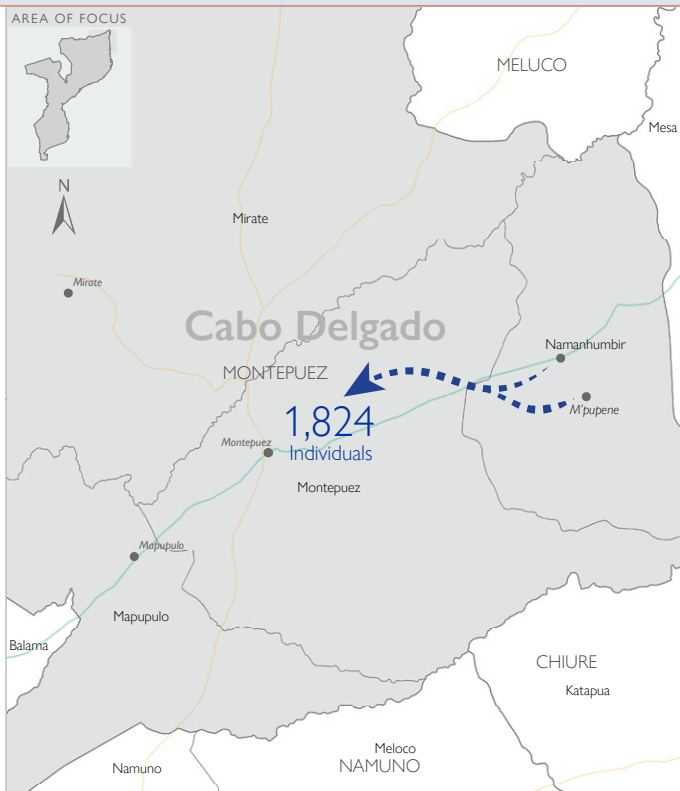 AREA OF FOCUS
MELUCO
Mesa
N
Mirate
Mirate
Cabo Delgado
Namanhumbir
MONTEPUEZ
M'pupene
1,824
Individuals
Montepuez
Montepuez
Mapupulo
Mapupulo
Balama
CHIURE
Katapua
Meloco
NAMUNO
Namuno